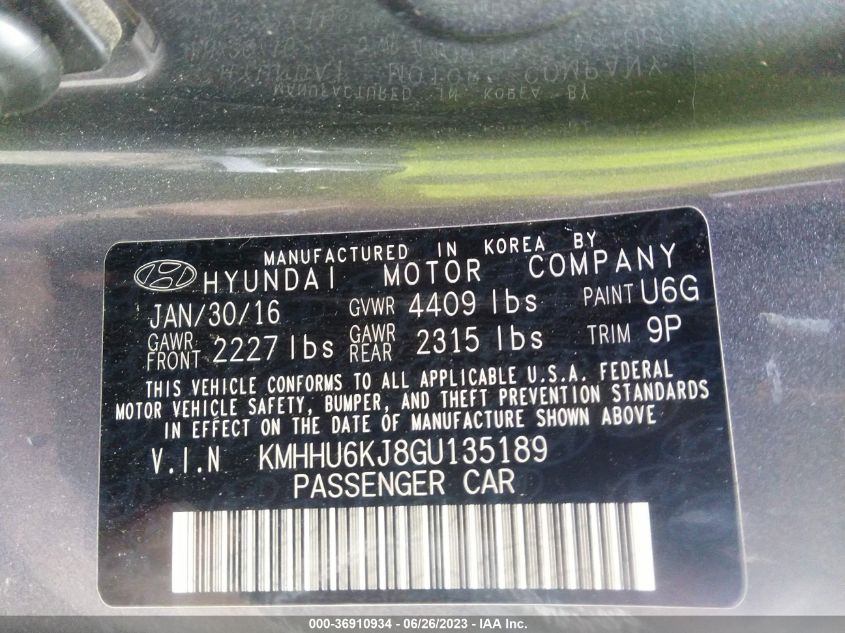 MANUFACTURED IN KOREA BY
HYUNDAI MOTOR COMPANY
JAN/30/16 GVWR 4409 lbs PAINT U6G
GAWR FRONT 2227 lbs GAWR REAR 2315 lbs TRIM 9P
THIS VEHICLE CONFORMS TO ALL APPLICABLE U.S.A. FEDERAL
MOTOR VEHICLE SAFETY, BUMPER, AND THEFT PREVENTION STANDARDS
IN EFFECT ON THE DATE OF MANUFACTURE SHOWN ABOVE
V.I.N KMHHU6KJ8GU135189
PASSENGER CAR
000-36910934 / 06/26/2023 / IAA Inc.